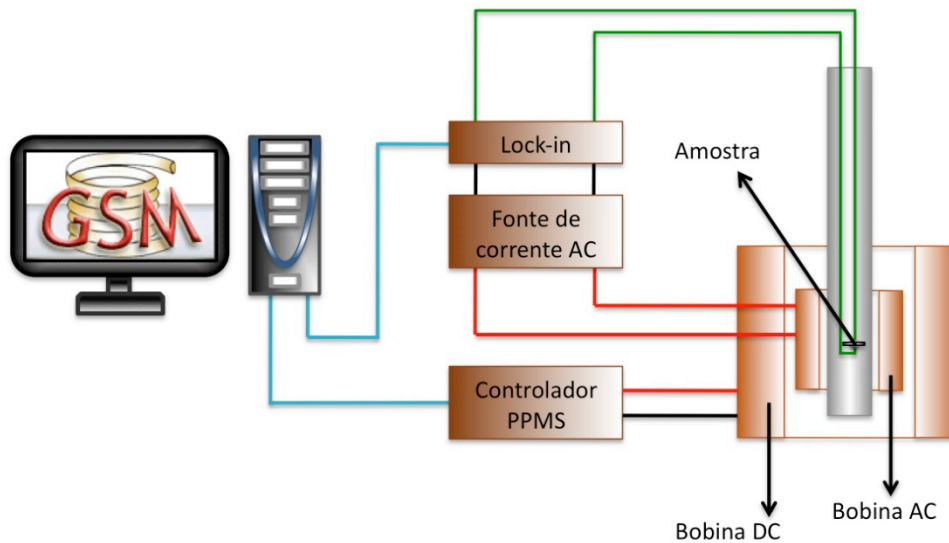 GSM
Lock-in
Fonte de
corrente AC
Controlador
PPMS
Amostra
Bobina DC
Bobina AC